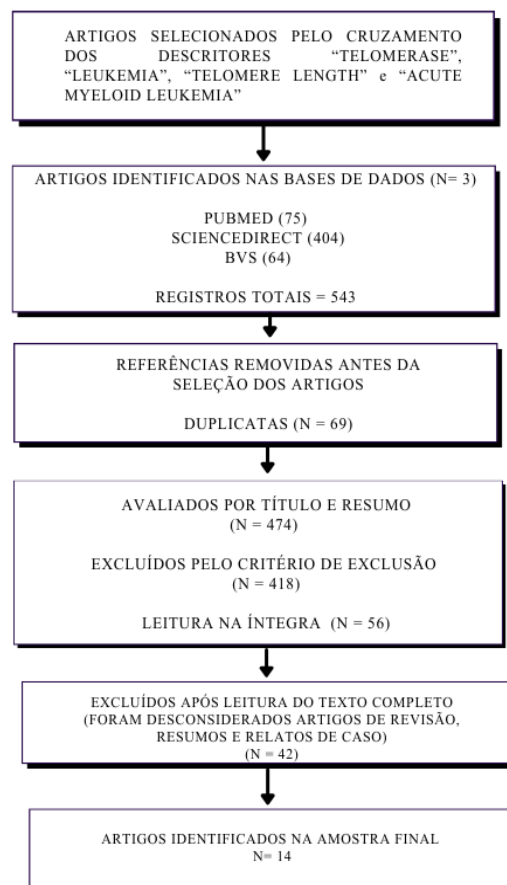 ARTIGOS SELECIONADOS PELO CRUZAMENTO
DOS DESCRITORES “TELOMERASE”,
“LEUKEMIA”, “TELOMERE LENGTH” e “ACUTE
MYELOID LEUKEMIA”
ARTIGOS IDENTIFICADOS NAS BASES DE DADOS (N= 3)
PUBMED (75)
SCIENCEDIRECT (404)
BVS (64)
REGISTROS TOTAIS = 543
REFERÊNCIAS REMOVIDAS ANTES DA
SELEÇÃO DOS ARTIGOS
DUPLICATAS (N = 69)
AVALIADOS POR TÍTULO E RESUMO
(N = 474)
EXCLUÍDOS PELO CRITÉRIO DE EXCLUSÃO
(N = 418)
LEITURA NA ÍNTEGRA (N = 56)
EXCLUÍDOS APÓS LEITURA DO TEXTO COMPLETO
(FORAM DESCONSIDERADOS ARTIGOS DE REVISÃO,
RESUMOS E RELATOS DE CASO)
(N = 42)
ARTIGOS IDENTIFICADOS NA AMOSTRA FINAL
N= 14